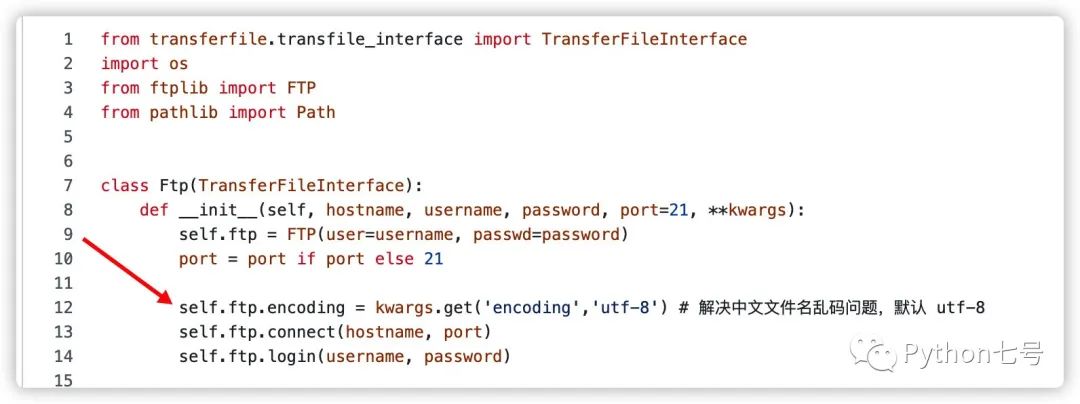 1 from transferfile.transfile_interface import TransferFileInterface
2 import os
3 from ftplib import FTP
4 from pathlib import Path
5
6
7 class Ftp(TransferFileInterface):
8     def __init__(self, hostname, username, password, port=21, **kwargs):
9         self.ftp = FTP(user=username, passwd=password)
10         port = port if port else 21
11
12         self.ftp.encoding = kwargs.get('encoding','utf-8') # 解决中文文件名乱码问题，默认 utf-8
13         self.ftp.connect(hostname, port)
14         self.ftp.login(username, password)
15
Python七号